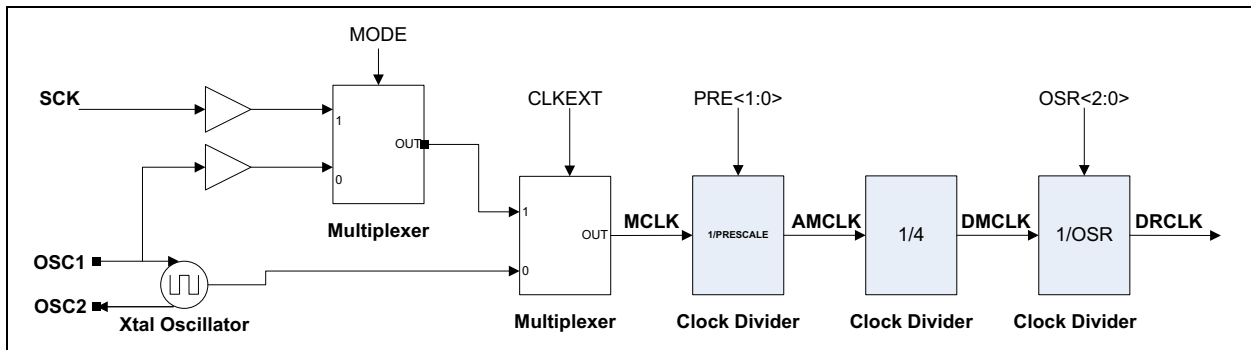 MODE
SCK
1
OUT
0
Multiplexer
CLKEXT
1
OUT
0
Multiplexer
OSC1
OSC2
Xtal Oscillator
MCLK
PRE<1:0>
1/PRESCALE
Clock Divider
AMCLK
1/4
Clock Divider
DMCLK
OSR<2:0>
1/OSR
Clock Divider
DRCLK